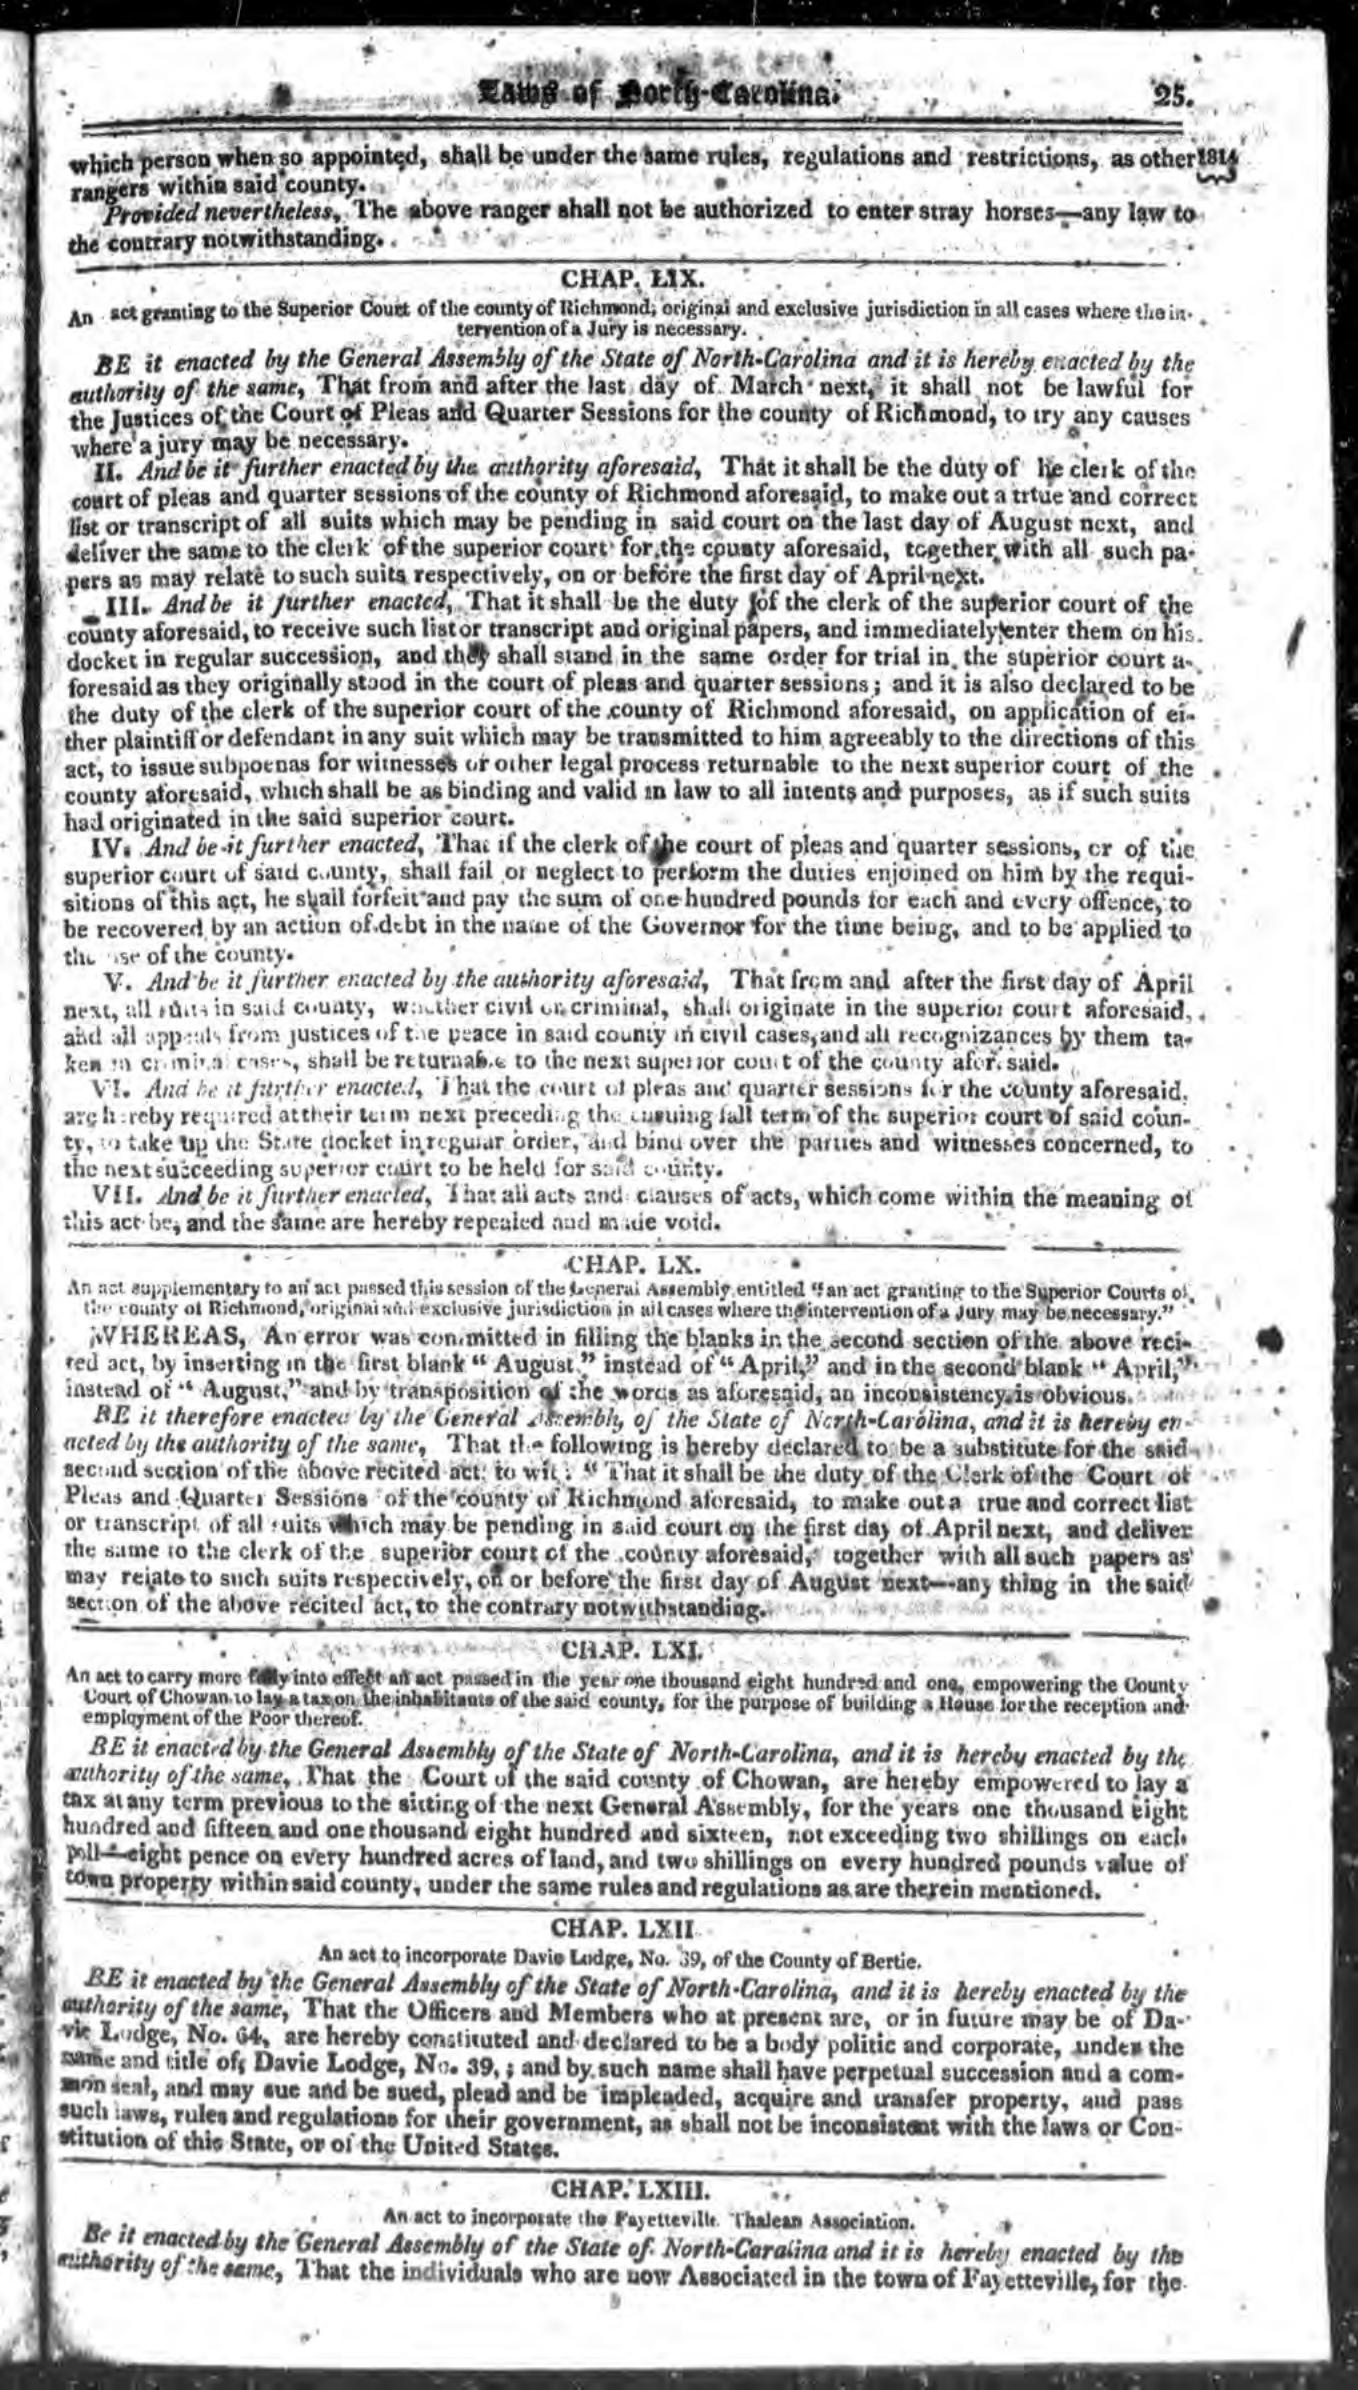 Laws of North-Carolina. 25.
which person when so appointed, shall be under the same rules, regulations and restrictions, as other 1814
rangers within said county.
Provided nevertheless, The above ranger shall not be authorized to enter stray horses—any law to
the contrary notwithstanding.
CHAP. LIX.
An act granting to the Superior Court of the county of Richmond, original and exclusive jurisdiction in all cases where the in-
tervention of a Jury is necessary.
BE it enacted by the General Assembly of the State of North-Carolina and it is hereby enacted by the
authority of the same, That from and after the last day of March next, it shall not be lawful for
the Justices of the Court of Pleas and Quarter Sessions for the county of Richmond, to try any causes
where a jury may be necessary.
II. And be it further enacted by the authority aforesaid, That it shall be the duty of he clerk of the
court of pleas and quarter sessions of the county of Richmond aforesaid, to make out a trtue and correct
list or transcript of all suits which may be pending in said court on the last day of August next, and
deliver the same to the clerk of the superior court for the county aforesaid, together with all such pa-
pers as may relate to such suits respectively, on or before the first day of April next.
III. And be it further enacted, That it shall be the duty of the clerk of the superior court of the
county aforesaid, to receive such list or transcript and original papers, and immediately enter them on his
docket in regular succession, and they shall stand in the same order for trial in the superior court a-
foresaid as they originally stood in the court of pleas and quarter sessions; and it is also declared to be
the duty of the clerk of the superior court of the county of Richmond aforesaid, on application of ei-
ther plaintiff or defendant in any suit which may be transmitted to him agreeably to the directions of this
act, to issue subpoenas for witnesses or other legal process returnable to the next superior court of the
county aforesaid, which shall be as binding and valid in law to all intents and purposes, as if such suits
had originated in the said superior court.
IV. And be it further enacted, That if the clerk of the court of pleas and quarter sessions, or of the
superior court of said county, shall fail or neglect to perform the duties enjoined on him by the requi-
sitions of this act, he shall forfeit and pay the sum of one hundred pounds for each and every offence, to
be recovered by an action of debt in the name of the Governor for the time being, and to be applied to
the use of the county.
V. And be it further enacted by the authority aforesaid, That from and after the first day of April
next, all suits in said county, whether civil or criminal, shall originate in the superior court aforesaid,
and all appeals from justices of the peace in said county in civil cases, and all recognizances by them ta-
ken in criminal cases, shall be returnable to the next superior court of the county aforesaid.
VI. And be it further enacted, That the court of pleas and quarter sessions for the county aforesaid,
are hereby required at their term next preceding the ensuing fall term of the superior court of said coun-
ty, to take up the State docket in regular order, and bind over the parties and witnesses concerned, to
the next succeeding superior court to be held for said county.
VII. And be it further enacted, That all acts and clauses of acts, which come within the meaning of
this act be, and the same are hereby repealed and made void.
CHAP. LX.
An act supplementary to an act passed this session of the General Assembly, entitled "an act granting to the Superior Courts of
the county of Richmond, original and exclusive jurisdiction in all cases where the intervention of a Jury may be necessary."
WHEREAS, An error was committed in filling the blanks in the second section of the above reci-
red act, by inserting in the first blank "August," instead of "April," and in the second blank "April,"
instead of "August," and by transposition of the words as aforesaid, an inconsistency is obvious.
BE it therefore enacted by the General Assembly of the State of North-Carolina, and it is hereby en-
acted by the authority of the same, That the following is hereby declared to be a substitute for the said
second section of the above recited act, to wit: "That it shall be the duty of the Clerk of the Court of
Pleas and Quarter Sessions of the county of Richmond aforesaid, to make out a true and correct list
or transcript of all suits which may be pending in said court on the first day of April next, and deliver
the same to the clerk of the superior court of the county aforesaid, together with all such papers as
may relate to such suits respectively, on or before the first day of August next—any thing in the said
section of the above recited act, to the contrary notwithstanding.
CHAP. LXI.
An act to carry more fully into effect an act passed in the year one thousand eight hundred and one, empowering the County
Court of Chowan to lay a tax on the inhabitants of the said county, for the purpose of building a House for the reception and
employment of the Poor thereof.
BE it enacted by the General Assembly of the State of North-Carolina, and it is hereby enacted by the
authority of the same, That the Court of the said county of Chowan, are hereby empowered to lay a
tax at any term previous to the sitting of the next General Assembly, for the years one thousand eight
hundred and fifteen and one thousand eight hundred and sixteen, not exceeding two shillings on each
poll—eight pence on every hundred acres of land, and two shillings on every hundred pounds value of
town property within said county, under the same rules and regulations as are therein mentioned.
CHAP. LXII
An act to incorporate Davie Lodge, No. 39, of the County of Bertie.
BE it enacted by the General Assembly of the State of North-Carolina, and it is hereby enacted by the
authority of the same, That the Officers and Members who at present are, or in future may be of Da-
vie Lodge, No. 64, are hereby constituted and declared to be a body politic and corporate, under the
name and title of, Davie Lodge, No. 39,; and by such name shall have perpetual succession and a com-
mon seal, and may sue and be sued, plead and be impleaded, acquire and transfer property, and pass
such laws, rules and regulations for their government, as shall not be inconsistent with the laws or Con-
stitution of this State, or of the United States.
CHAP. LXIII.
An act to incorporate the Fayetteville Thalean Association.
Be it enacted by the General Assembly of the State of North-Caralina and it is hereby enacted by the
authority of the same, That the individuals who are now Associated in the town of Fayetteville, for the